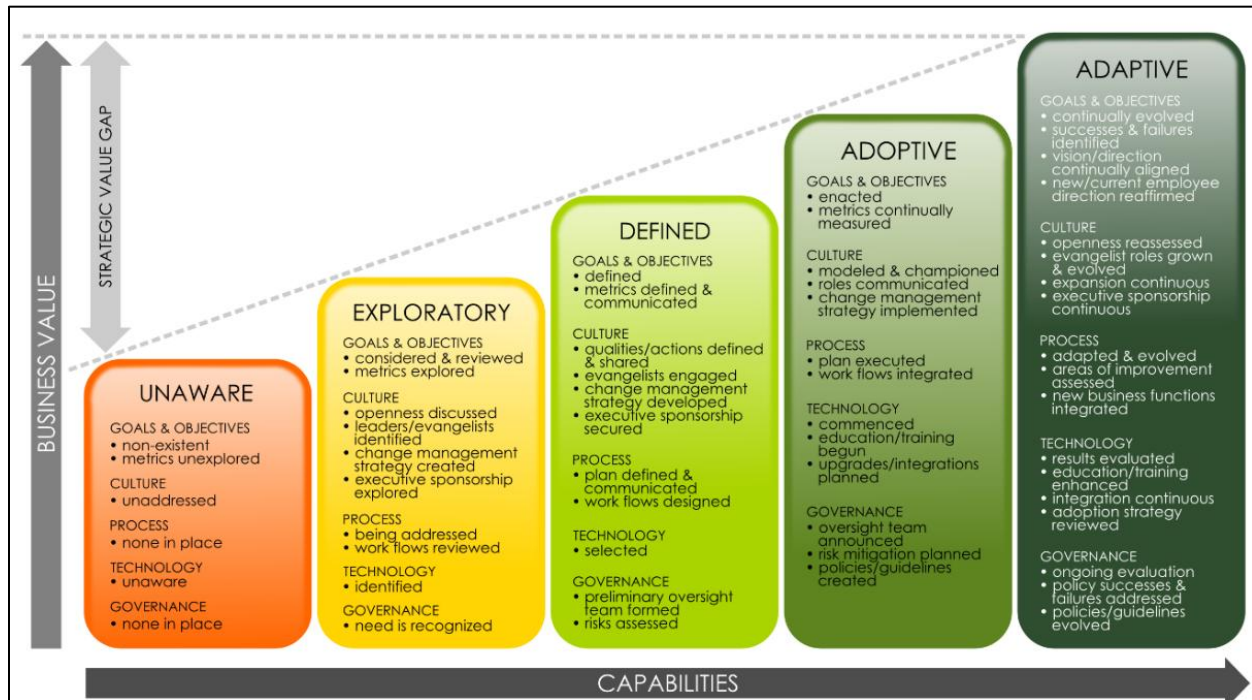 BUSINESS VALUE
STRATEGIC VALUE GAP
UNAWARE
GOALS & OBJECTIVES
• non-existent
• metrics unexplored
CULTURE
• unaddressed
PROCESS
• none in place
TECHNOLOGY
• unaware
GOVERNANCE
• none in place
EXPLORATORY
GOALS & OBJECTIVES
• considered & reviewed
• metrics explored
CULTURE
• openness discussed
• leaders/evangelists
identified
• change management
strategy created
• executive sponsorship
explored
PROCESS
• being addressed
• work flows reviewed
TECHNOLOGY
• identified
GOVERNANCE
• need is recognized
DEFINED
GOALS & OBJECTIVES
• defined
• metrics defined &
communicated
CULTURE
• qualities/actions defined
& shared
• evangelists engaged
• change management
strategy developed
• executive sponsorship
secured
PROCESS
• plan defined &
communicated
• work flows designed
TECHNOLOGY
• selected
GOVERNANCE
• preliminary oversight
team formed
• risks assessed
ADOPTIVE
GOALS & OBJECTIVES
• enacted
• metrics continually
measured
CULTURE
• modeled & championed
• roles communicated
• change management
strategy implemented
PROCESS
• plan executed
• work flows integrated
TECHNOLOGY
• commenced
• education/training
begun
• upgrades/integrations
planned
GOVERNANCE
• oversight team
announced
• risk mitigation planned
• policies/guidelines
created
ADAPTIVE
GOALS & OBJECTIVES
• continually evolved
• successes & failures
identified
• vision/direction
continually aligned
• new/current employee
direction reaffirmed
CULTURE
• openness reassessed
• evangelist roles grown
& evolved
• expansion continuous
• executive sponsorship
continuous
PROCESS
• adapted & evolved
• areas of improvement
assessed
• new business functions
integrated
TECHNOLOGY
• results evaluated
• education/training
enhanced
• integration continuous
• adoption strategy
reviewed
GOVERNANCE
• ongoing evaluation
• policy successes &
failures addressed
• policies/guidelines
evolved
CAPABILITIES